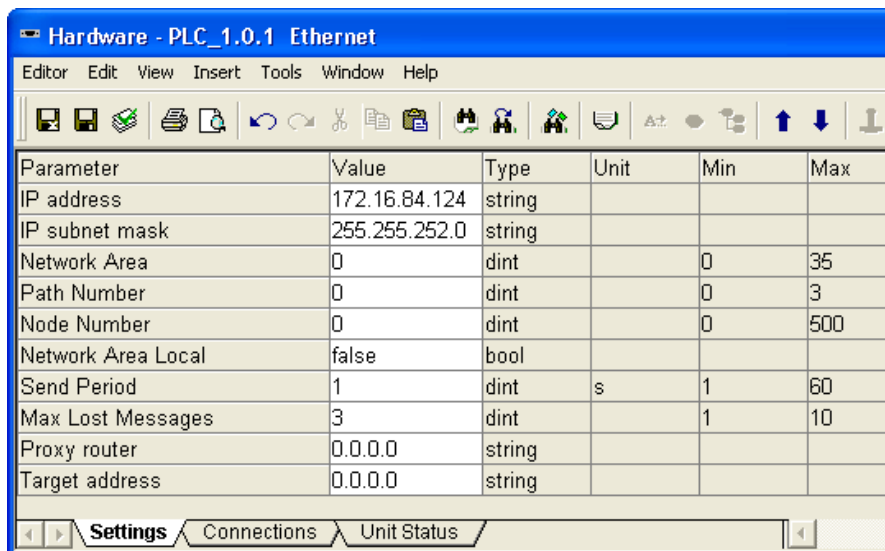 Hardware - PLC_1.0.1 Ethernet
Editor Edit View Insert Tools Window Help
Parameter Value Type Unit Min Max
IP address 172.16.84.124 string
IP subnet mask 255.255.252.0 string
Network Area 0 dint 0 35
Path Number 0 dint 0 3
Node Number 0 dint 0 500
Network Area Local false bool
Send Period 1 dint s 1 60
Max Lost Messages 3 dint 1 10
Proxy router 0.0.0.0 string
Target address 0.0.0.0 string
Settings Connections Unit Status